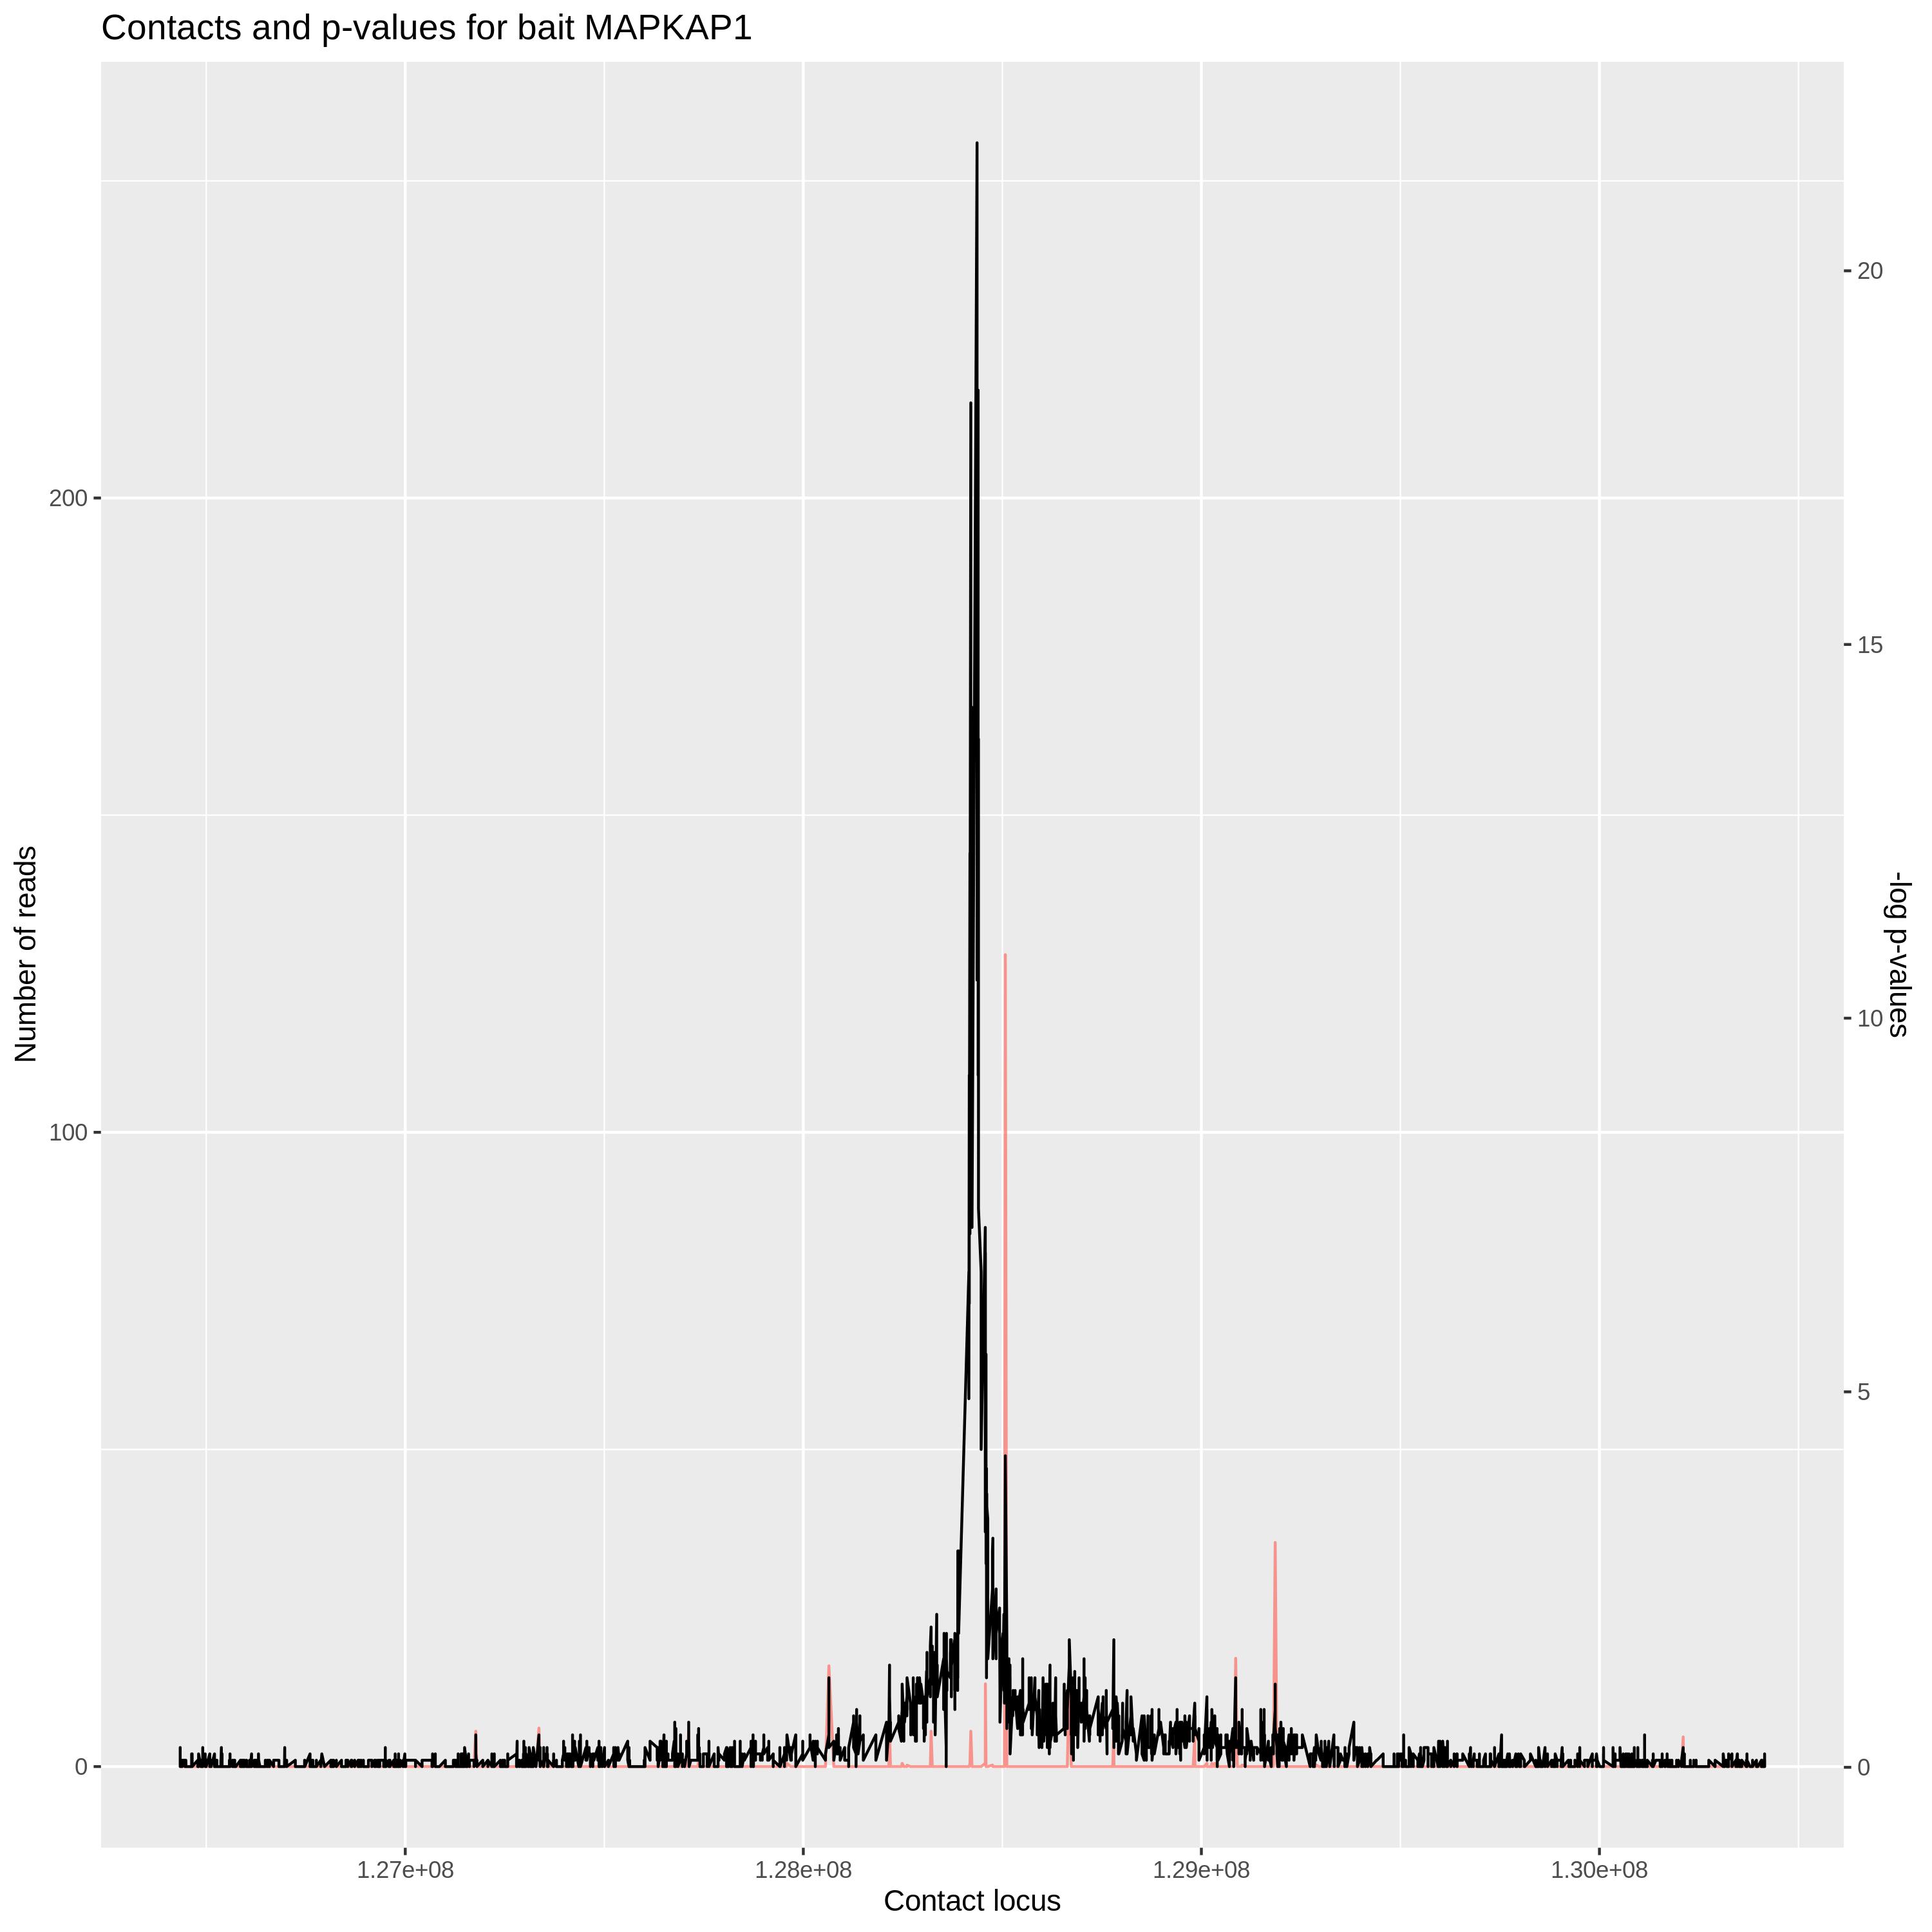 Contacts and p-values for bait MAPKAP1
Number of reads
200
100
0
20
15
10
5
0
-log p-values
1.27e+08
1.28e+08
1.29e+08
1.30e+08
Contact locus